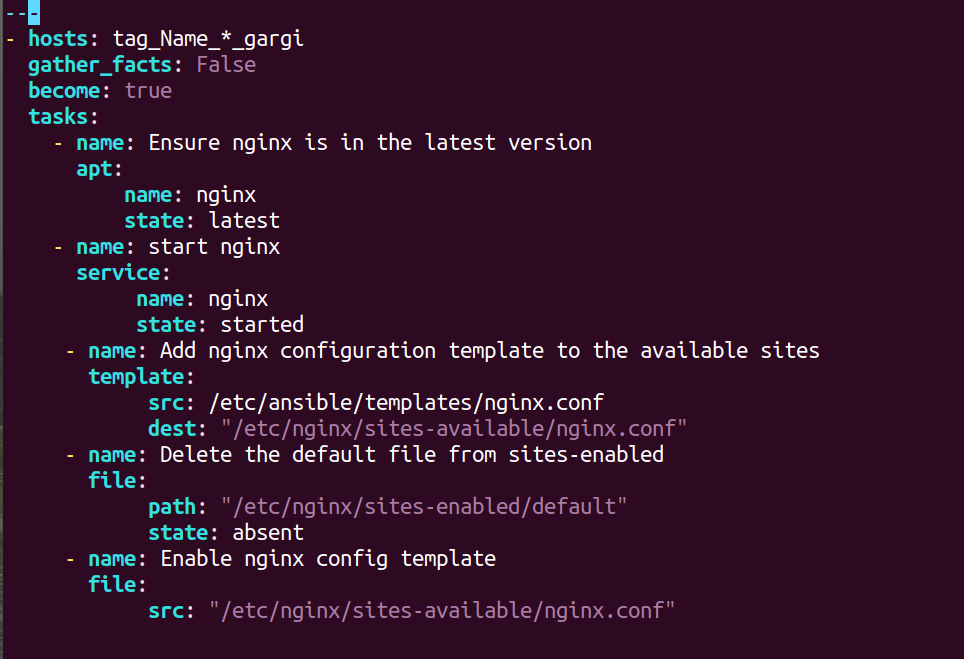 ---
- hosts: tag_Name_*_gargi
  gather_facts: False
  become: true
  tasks:
    - name: Ensure nginx is in the latest version
      apt:
          name: nginx
          state: latest
    - name: start nginx
      service:
           name: nginx
           state: started
     - name: Add nginx configuration template to the available sites
       template:
            src: /etc/ansible/templates/nginx.conf
            dest: "/etc/nginx/sites-available/nginx.conf"
     - name: Delete the default file from sites-enabled
       file:
            path: "/etc/nginx/sites-enabled/default"
            state: absent
     - name: Enable nginx config template
       file:
            src: "/etc/nginx/sites-available/nginx.conf"